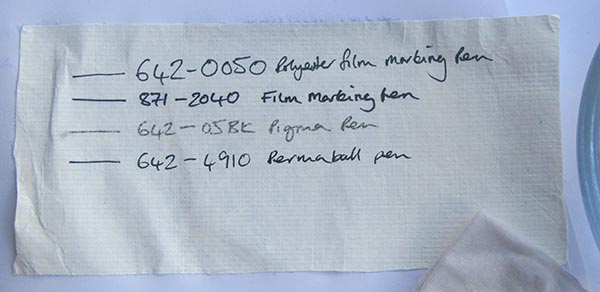 642-0050 Polyester film marking Pen
871-2040 Film marking Pen
642-05BK Pigma Pen
642-4910 Permaball pen